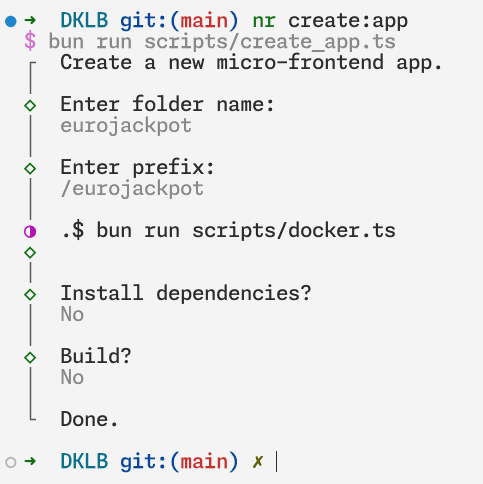 ➜ DKLB git:(main) nr create:app
$ bun run scripts/create_app.ts
Create a new micro-frontend app.
Enter folder name:
eurojackpot
Enter prefix:
/eurojackpot
.$ bun run scripts/docker.ts
Install dependencies?
No
Build?
No
Done.
➜ DKLB git:(main) ✗